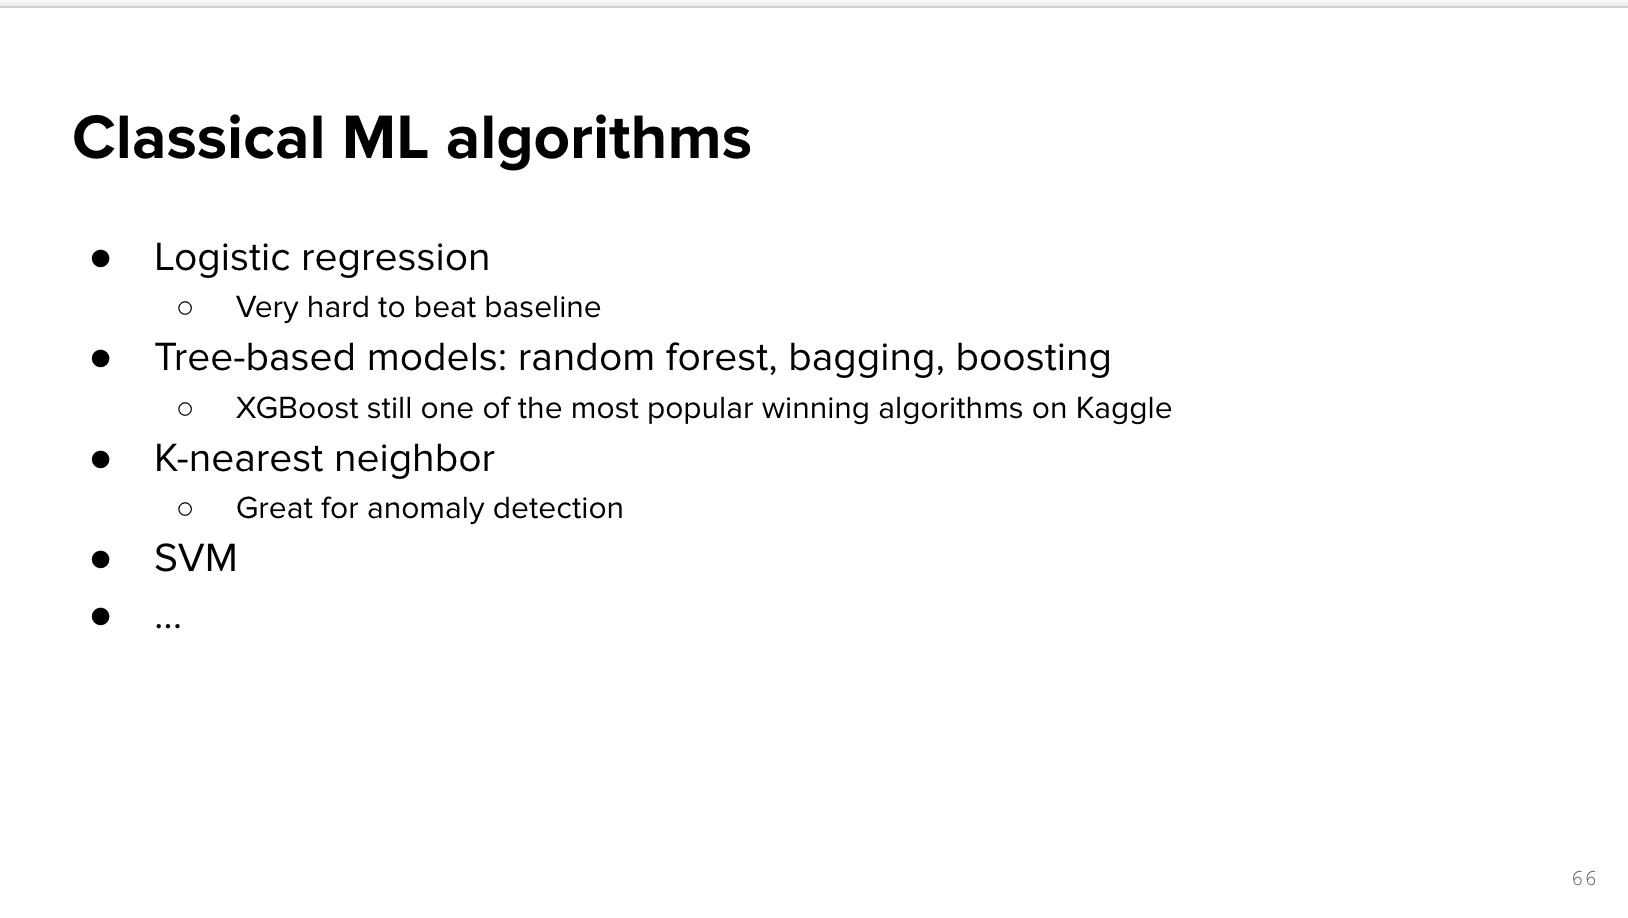 Classical ML algorithms
● Logistic regression
○ Very hard to beat baseline
● Tree-based models: random forest, bagging, boosting
○ XGBoost still one of the most popular winning algorithms on Kaggle
● K-nearest neighbor
○ Great for anomaly detection
● SVM
● ...
66